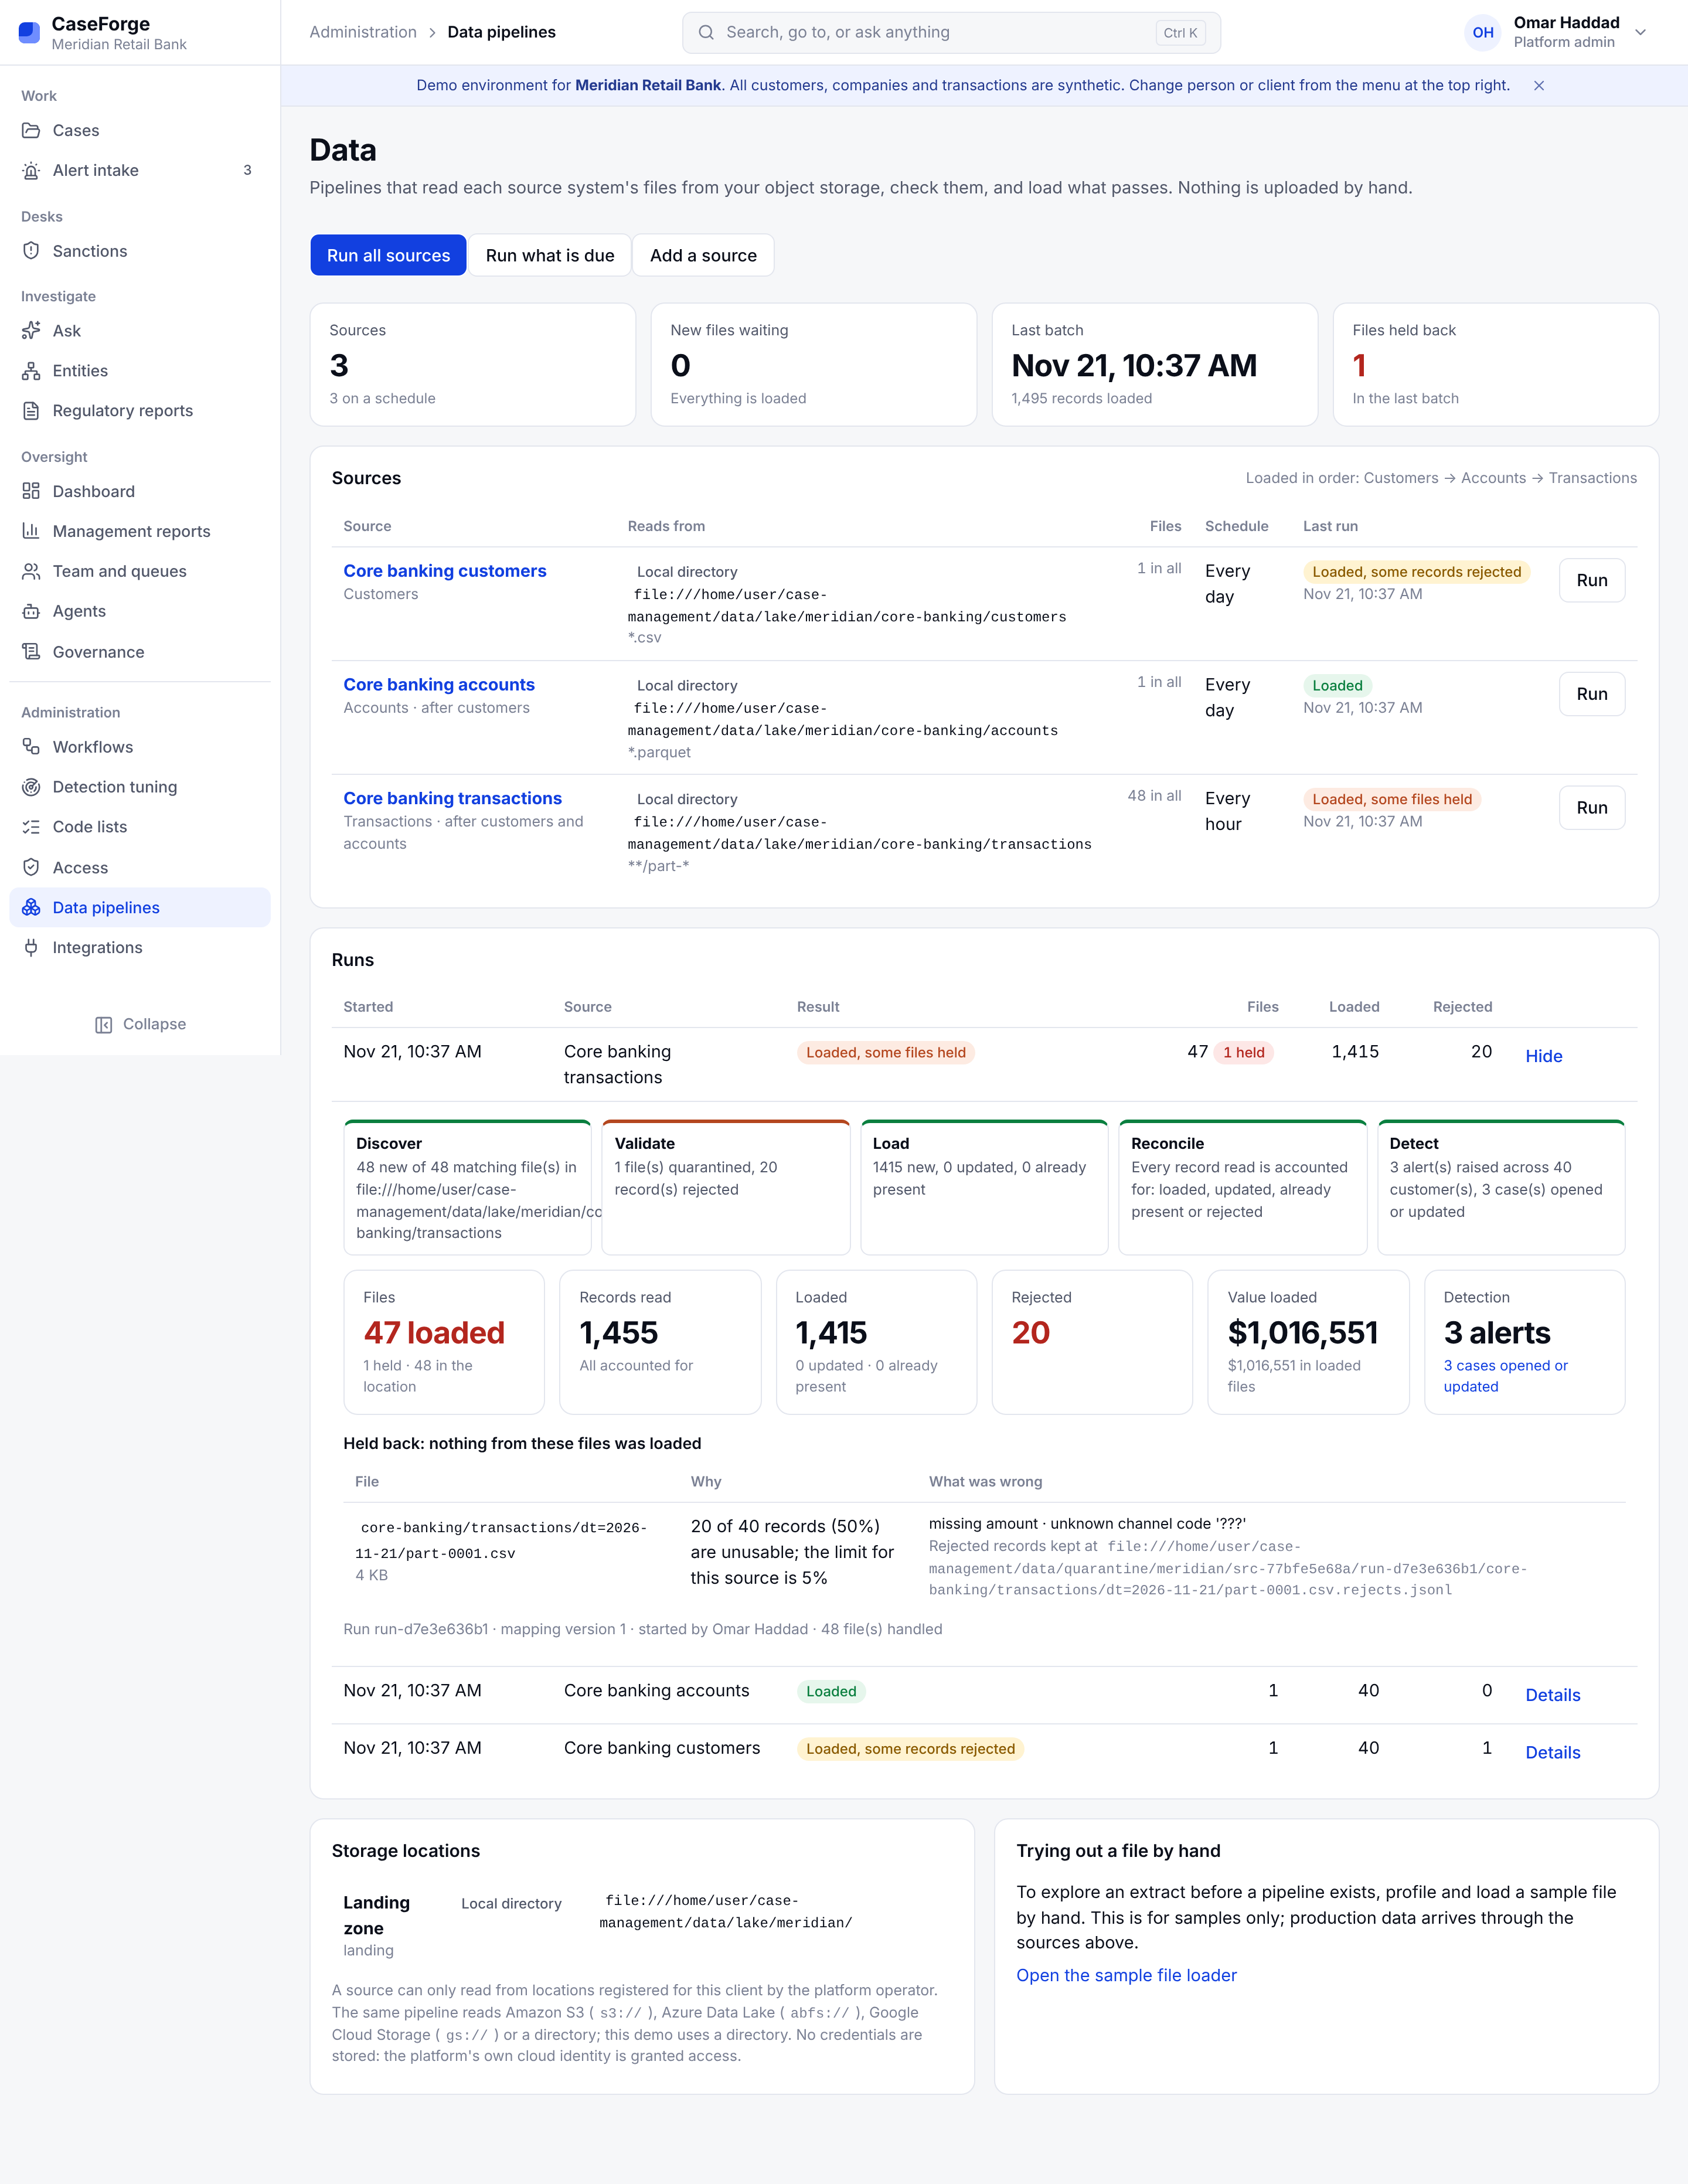 CaseForge
Meridian Retail Bank
Administration > Data pipelines
Search, go to, or ask anything
Ctrl K
OH
Omar Haddad
Platform admin
Demo environment for Meridian Retail Bank. All customers, companies and transactions are synthetic. Change person or client from the menu at the top right.
Work
Cases
Alert intake 3
Desks
Sanctions
Investigate
Ask
Entities
Regulatory reports
Oversight
Dashboard
Management reports
Team and queues
Agents
Governance
Administration
Workflows
Detection tuning
Code lists
Access
Data pipelines
Integrations
Collapse
Data
Pipelines that read each source system's files from your object storage, check them, and load what passes. Nothing is uploaded by hand.
Run all sources Run what is due Add a source
Sources
3
3 on a schedule
New files waiting
0
Everything is loaded
Last batch
Nov 21, 10:37 AM
1,495 records loaded
Files held back
1
In the last batch
Sources
Loaded in order: Customers → Accounts → Transactions
Source Reads from Files Schedule Last run
Core banking customers
Customers
Local directory
file:///home/user/case-
management/data/lake/meridian/core-banking/customers
*.csv
1 in all
Every
day
Loaded, some records rejected
Nov 21, 10:37 AM
Run
Core banking accounts
Accounts · after customers
Local directory
file:///home/user/case-
management/data/lake/meridian/core-banking/accounts
*.parquet
1 in all
Every
day
Loaded
Nov 21, 10:37 AM
Run
Core banking transactions
Transactions · after customers and
accounts
Local directory
file:///home/user/case-
management/data/lake/meridian/core-banking/transactions
**/part-*
48 in all
Every
hour
Loaded, some files held
Nov 21, 10:37 AM
Run
Runs
Started Source Result Files Loaded Rejected
Nov 21, 10:37 AM
Core banking
transactions
Loaded, some files held
47 1 held
1,415
20
Hide
Discover
48 new of 48 matching file(s) in
file:///home/user/case-
management/data/lake/meridian/co
banking/transactions
Validate
1 file(s) quarantined, 20
record(s) rejected
Load
1415 new, 0 updated, 0 already
present
Reconcile
Every record read is accounted
for: loaded, updated, already
present or rejected
Detect
3 alert(s) raised across 40
customer(s), 3 case(s) opened
or updated
Files
47 loaded
1 held · 48 in the
location
Records read
1,455
All accounted for
Loaded
1,415
0 updated · 0 already
present
Rejected
20
Value loaded
$1,016,551
$1,016,551 in loaded
files
Detection
3 alerts
3 cases opened or
updated
Held back: nothing from these files was loaded
File Why What was wrong
core-banking/transactions/dt=2026-
11-21/part-0001.csv
4 KB
20 of 40 records (50%)
are unusable; the limit for
this source is 5%
missing amount · unknown channel code '???'
Rejected records kept at file:///home/user/case-
management/data/quarantine/meridian/src-77bfe5e68a/run-d7e3e636b1/core-
banking/transactions/dt=2026-11-21/part-0001.csv.rejects.jsonl
Run run-d7e3e636b1 · mapping version 1 · started by Omar Haddad · 48 file(s) handled
Nov 21, 10:37 AM Core banking accounts Loaded 1 40 0 Details
Nov 21, 10:37 AM Core banking customers Loaded, some records rejected 1 40 1 Details
Storage locations
Landing
zone
landing
Local directory
file:///home/user/case-
management/data/lake/meridian/
A source can only read from locations registered for this client by the platform operator.
The same pipeline reads Amazon S3 ( s3:// ), Azure Data Lake ( abfs:// ), Google
Cloud Storage ( gs:// ) or a directory; this demo uses a directory. No credentials are
stored: the platform's own cloud identity is granted access.
Trying out a file by hand
To explore an extract before a pipeline exists, profile and load a sample file
by hand. This is for samples only; production data arrives through the
sources above.
Open the sample file loader